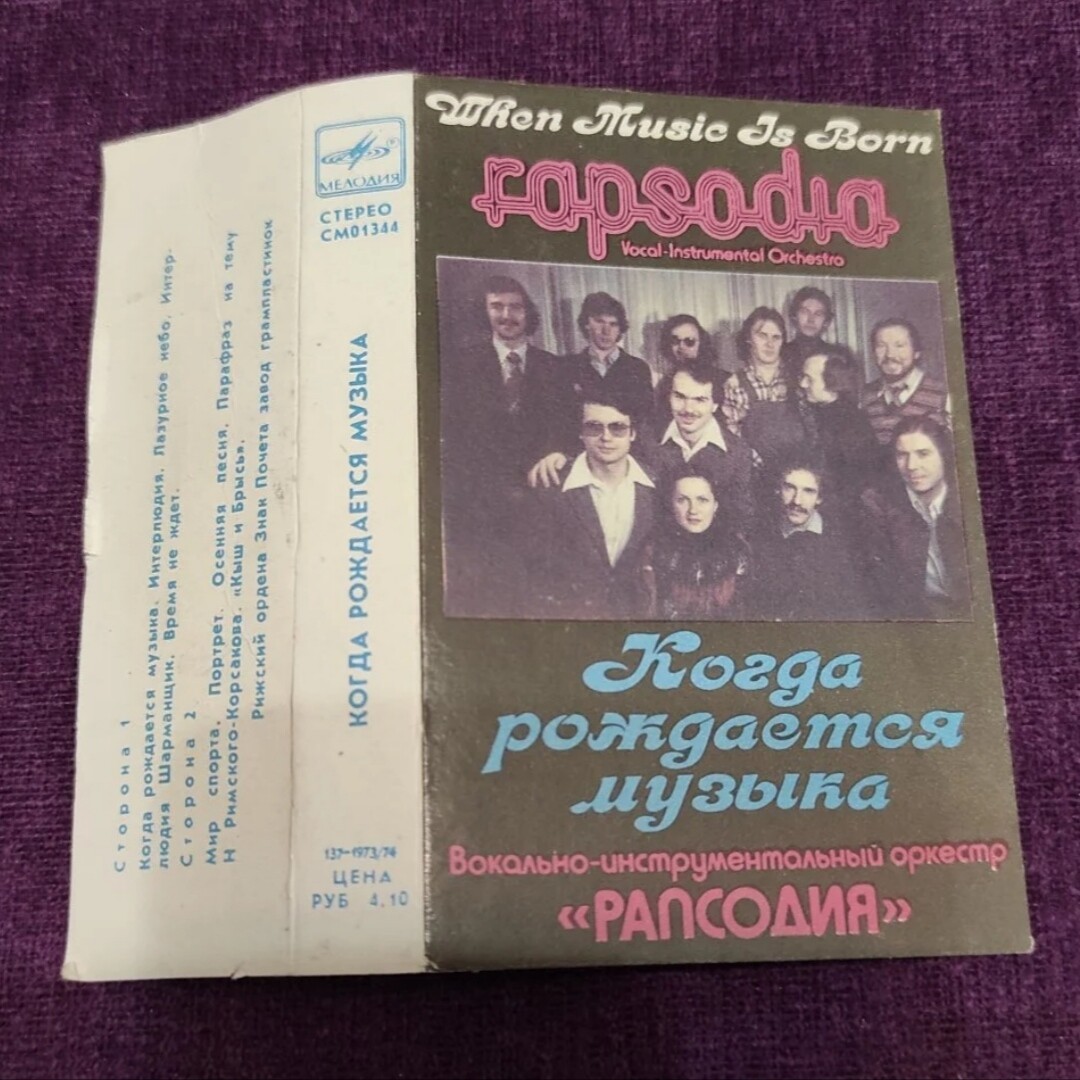 When Music Is Born
rapsodia
Vocal-Instrumental Orchestra
Когда
рождается
музыка
Вокально-инструментальный оркестр
«РАПСОДИЯ»
МЕЛОДИЯ
СТЕРЕО
СМ01344
КОГДА РОЖДАЕТСЯ МУЗЫКА
137-1973/74
ЦЕНА
РУБ 4.10
Сторона 1
Когда рождается музыка. Интерлюдия. Лазурное небо. Интер-
людия Шарманщик. Время не ждет.
Сторона 2
Мир спорта. Портрет. Осенняя песня. Парафраз на тему
Н Римского-Корсакова. «Кыш и Брысь».
Рижский ордена Знак Почета завод грампластинок